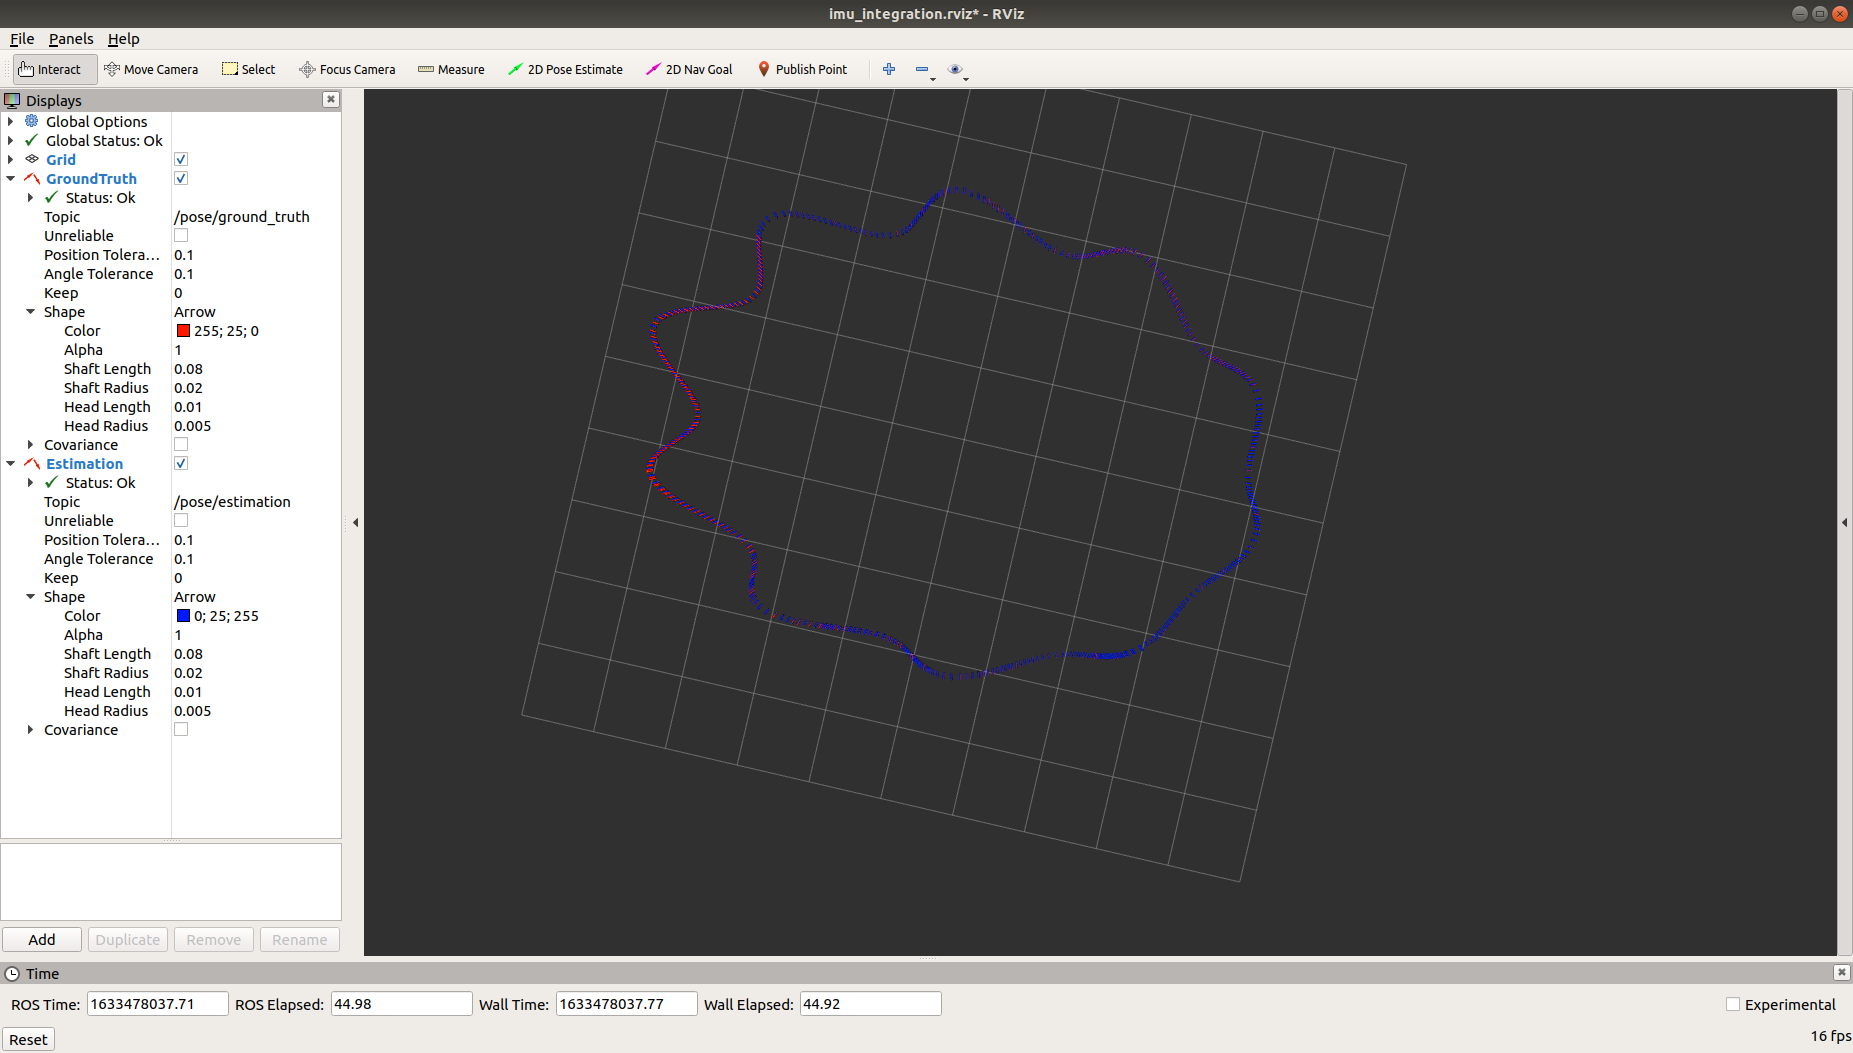 imu_integration.rviz* - RViz
File Panels Help
Interact Move Camera Select Focus Camera Measure 2D Pose Estimate 2D Nav Goal Publish Point
Displays
Global Options
Global Status: Ok
Grid
GroundTruth
Status: Ok
Topic /pose/ground_truth
Unreliable
Position Tolera... 0.1
Angle Tolerance 0.1
Keep 0
Shape Arrow
Color 255; 25; 0
Alpha 1
Shaft Length 0.08
Shaft Radius 0.02
Head Length 0.01
Head Radius 0.005
Covariance
Estimation
Status: Ok
Topic /pose/estimation
Unreliable
Position Tolera... 0.1
Angle Tolerance 0.1
Keep 0
Shape Arrow
Color 0; 25; 255
Alpha 1
Shaft Length 0.08
Shaft Radius 0.02
Head Length 0.01
Head Radius 0.005
Covariance
Add Duplicate Remove Rename
Time
ROS Time: 1633478037.71 ROS Elapsed: 44.98 Wall Time: 1633478037.77 Wall Elapsed: 44.92 Experimental
Reset 16 fps